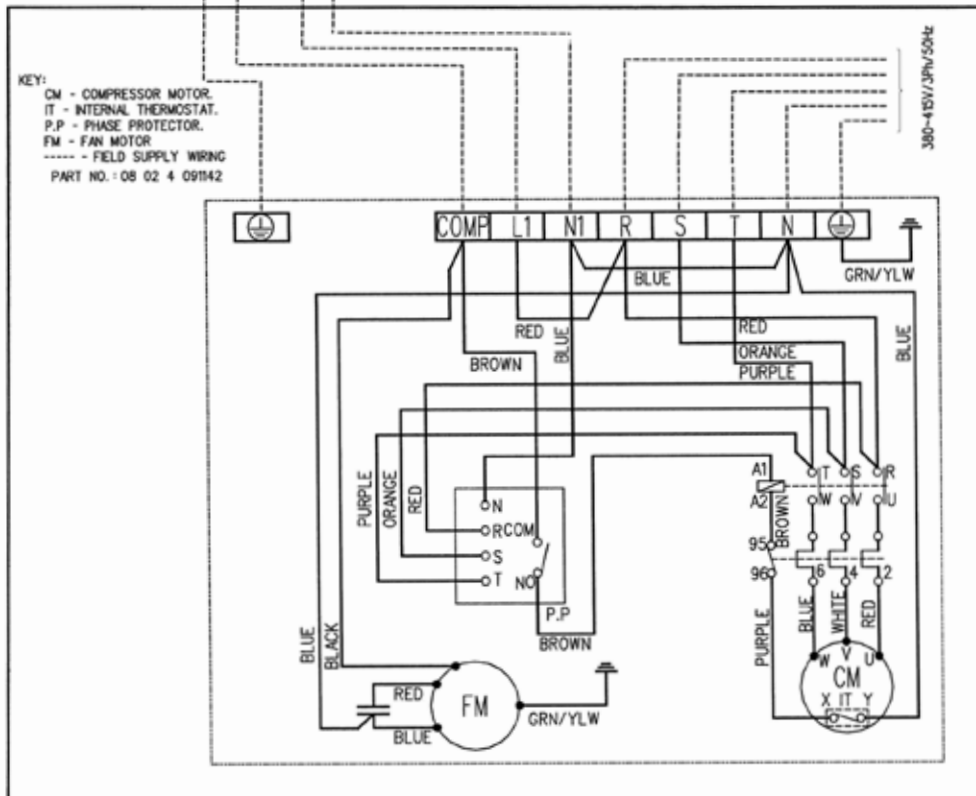 KEY:
CM - COMPRESSOR MOTOR.
IT - INTERNAL THERMOSTAT.
P.P - PHASE PROTECTOR.
FM - FAN MOTOR
------ - FIELD SUPPLY WIRING
PART NO. : 08 02 4 091142
380~415V/3Ph/50Hz
COMP L1 N1 R S T N
GRN/YLW
BLUE
RED
BLUE
RED
BLUE
BROWN
ORANGE
PURPLE
PURPLE
ORANGE
RED
N
R COM
S
T NO
P.P
BROWN
A1
A2
T S R
W V U
BROWN
95
96
6 4 2
PURPLE
BLUE
WHITE
RED
W V U
CM
X IT Y
BLUE
BLACK
RED
BLUE
FM
GRN/YLW